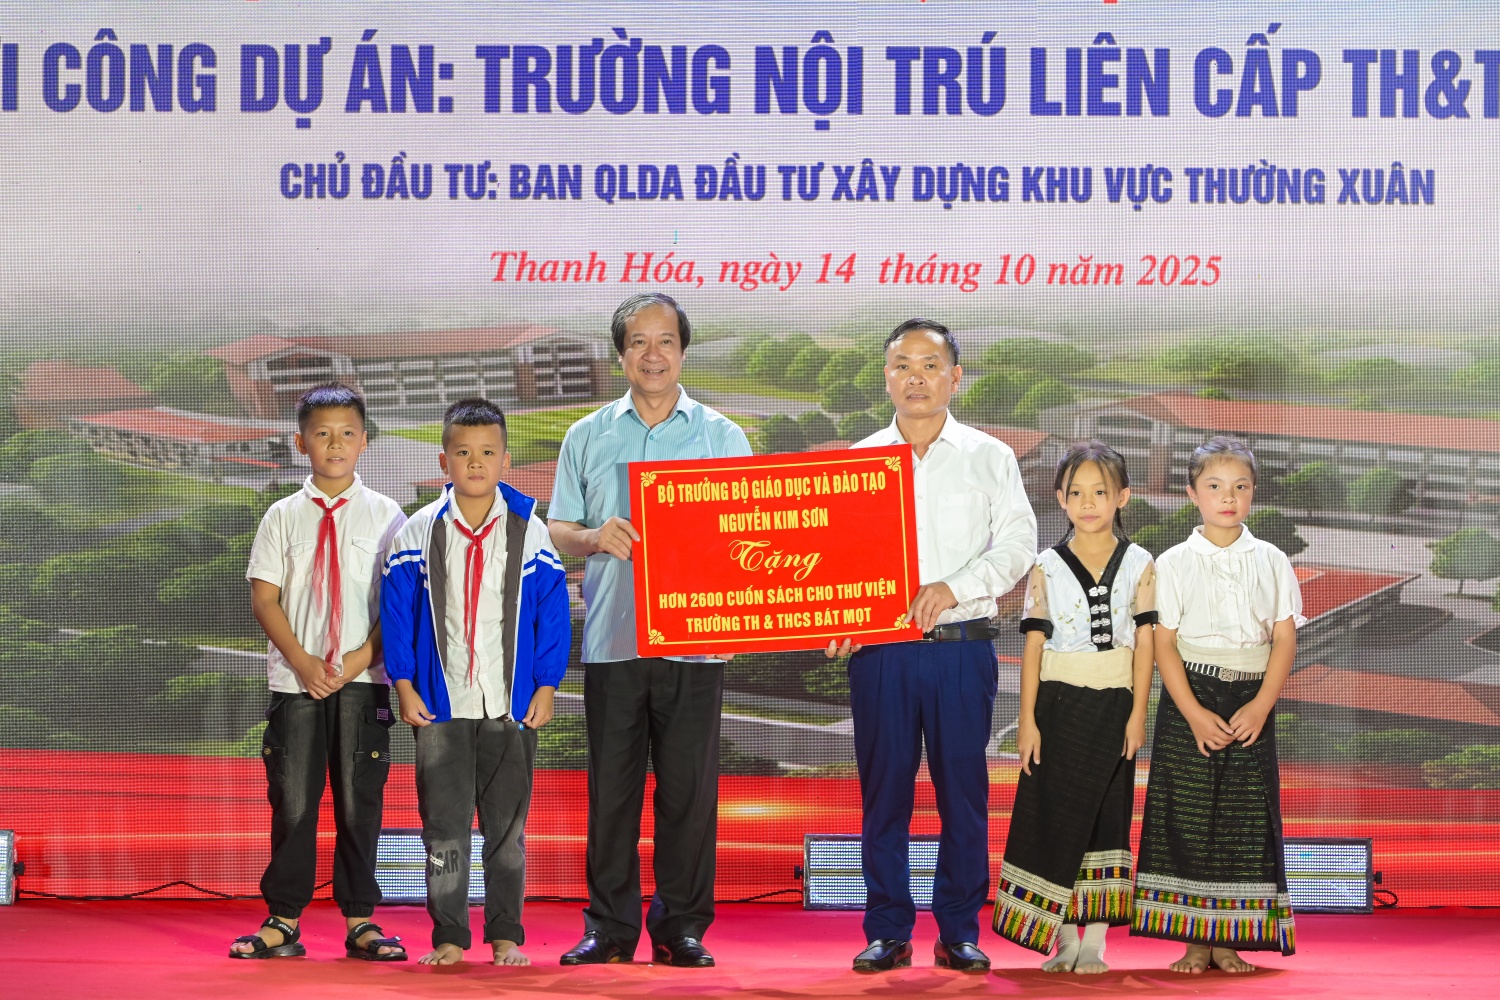 CÔNG DỰ ÁN: TRƯỜNG NỘI TRÚ LIÊN CẤP TH&T
CHỦ ĐẦU TƯ: BAN QLDA ĐẦU TƯ XÂY DỰNG KHU VỰC THƯỜNG XUÂN
Thanh Hóa, ngày 14 tháng 10 năm 2025
BỘ TRƯỞNG BỘ GIÁO DỤC VÀ ĐÀO TẠO
NGUYỄN KIM SƠN
Tặng
HƠN 2600 CUỐN SÁCH CHO THƯ VIỆN
TRƯỜNG TH & THCS BÁT MỌT